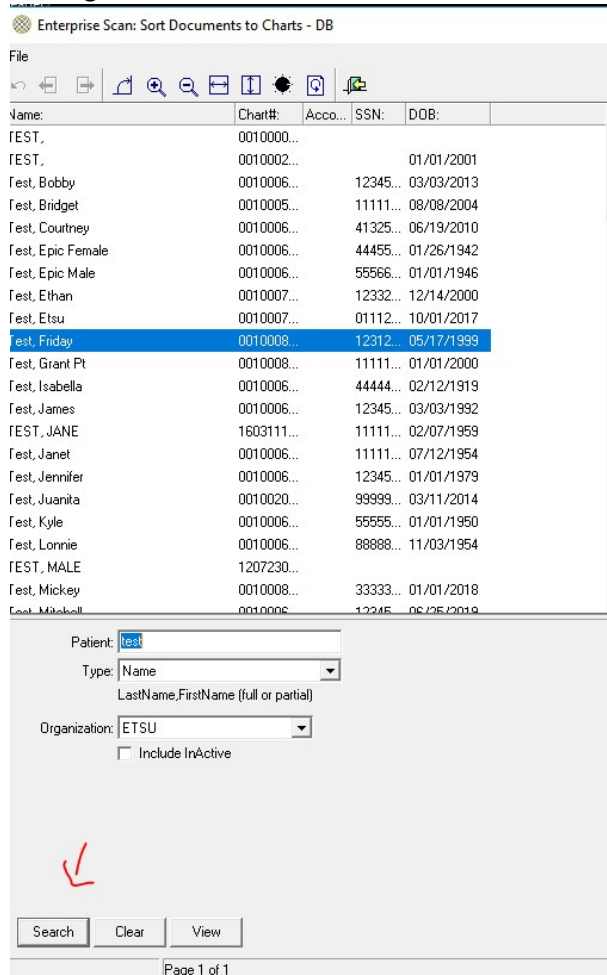 Enterprise Scan: Sort Documents to Charts - DB
File
Name: Chart#: Acco... SSN: DOB:
TEST, 0010000...
TEST, 0010002... 01/01/2001
Test, Bobby 0010006... 12345... 03/03/2013
Test, Bridget 0010005... 11111... 08/08/2004
Test, Courtney 0010006... 41325... 06/19/2010
Test, Epic Female 0010006... 44455... 01/26/1942
Test, Epic Male 0010006... 55566... 01/01/1946
Test, Ethan 0010007... 12332... 12/14/2000
Test, Etsu 0010007... 01112... 10/01/2017
Test, Friday 0010008... 12312... 05/17/1999
Test, Grant Pt 0010008... 11111... 01/01/2000
Test, Isabella 0010006... 44444... 02/12/1919
Test, James 0010006... 12345... 03/03/1992
TEST, JANE 1603111... 11111... 02/07/1959
Test, Janet 0010006... 11111... 07/12/1954
Test, Jennifer 0010006... 12345... 01/01/1979
Test, Juanita 0010020... 99999... 03/11/2014
Test, Kyle 0010006... 55555... 01/01/1950
Test, Lonnie 0010006... 88888... 11/03/1954
TEST, MALE 1207230...
Test, Mickey 0010008... 33333... 01/01/2018
Test, Mitchell 0010006 12345 06/25/2019
Patient: test
Type: Name
LastName,FirstName (full or partial)
Organization: ETSU
Include InActive
Search Clear View
Page 1 of 1